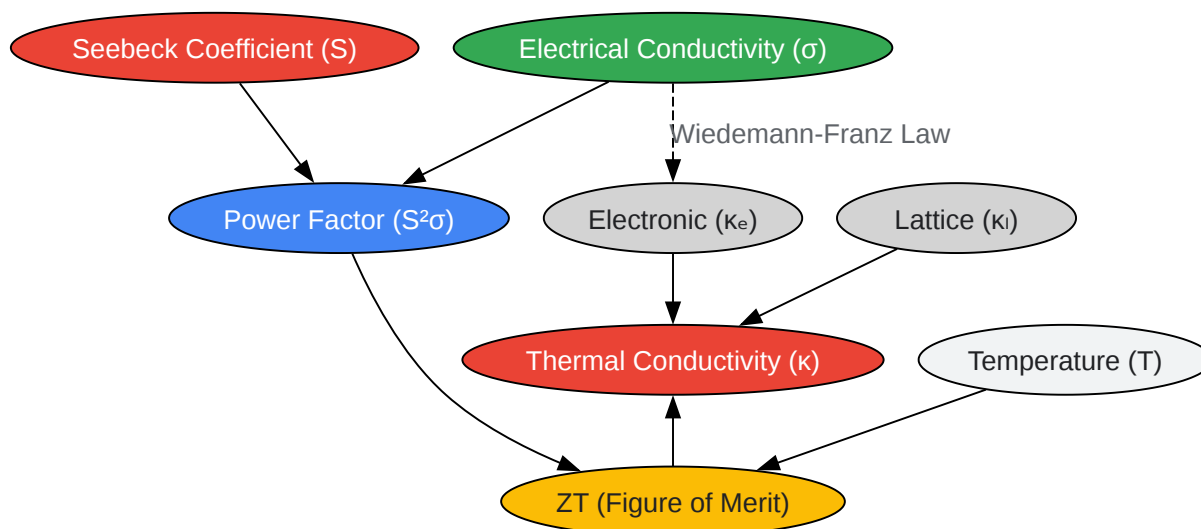 Seebeck Coefficient (S)
Electrical Conductivity (σ)
Wiedemann-Franz Law
Power Factor (S²σ)
Electronic (κₑ)
Lattice (κₗ)
Thermal Conductivity (κ)
Temperature (T)
ZT (Figure of Merit)